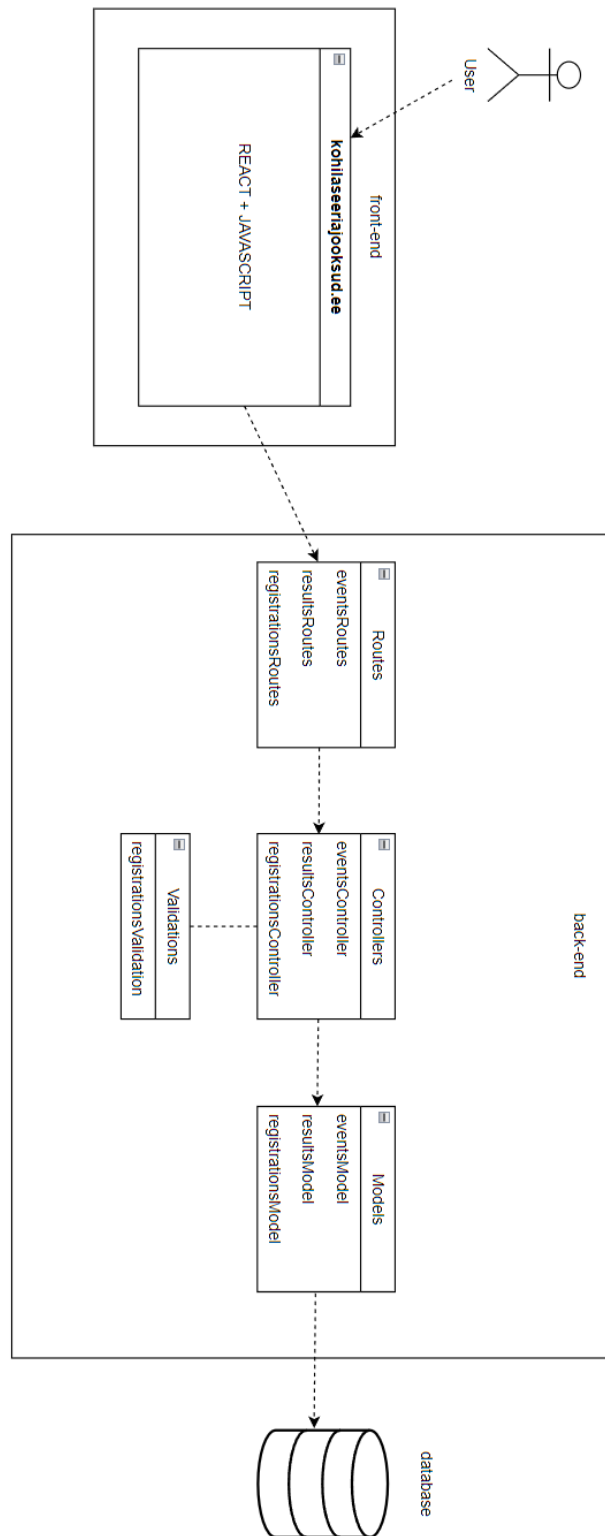 User
front-end
kohilaseeriajooksud.ee
REACT + JAVASCRIPT
back-end
Routes
eventsRoutes
resultsRoutes
registrationsRoutes
Controllers
eventsController
resultsController
registrationsController
Validations
registrationsValidation
Models
eventsModel
resultsModel
registrationsModel
database